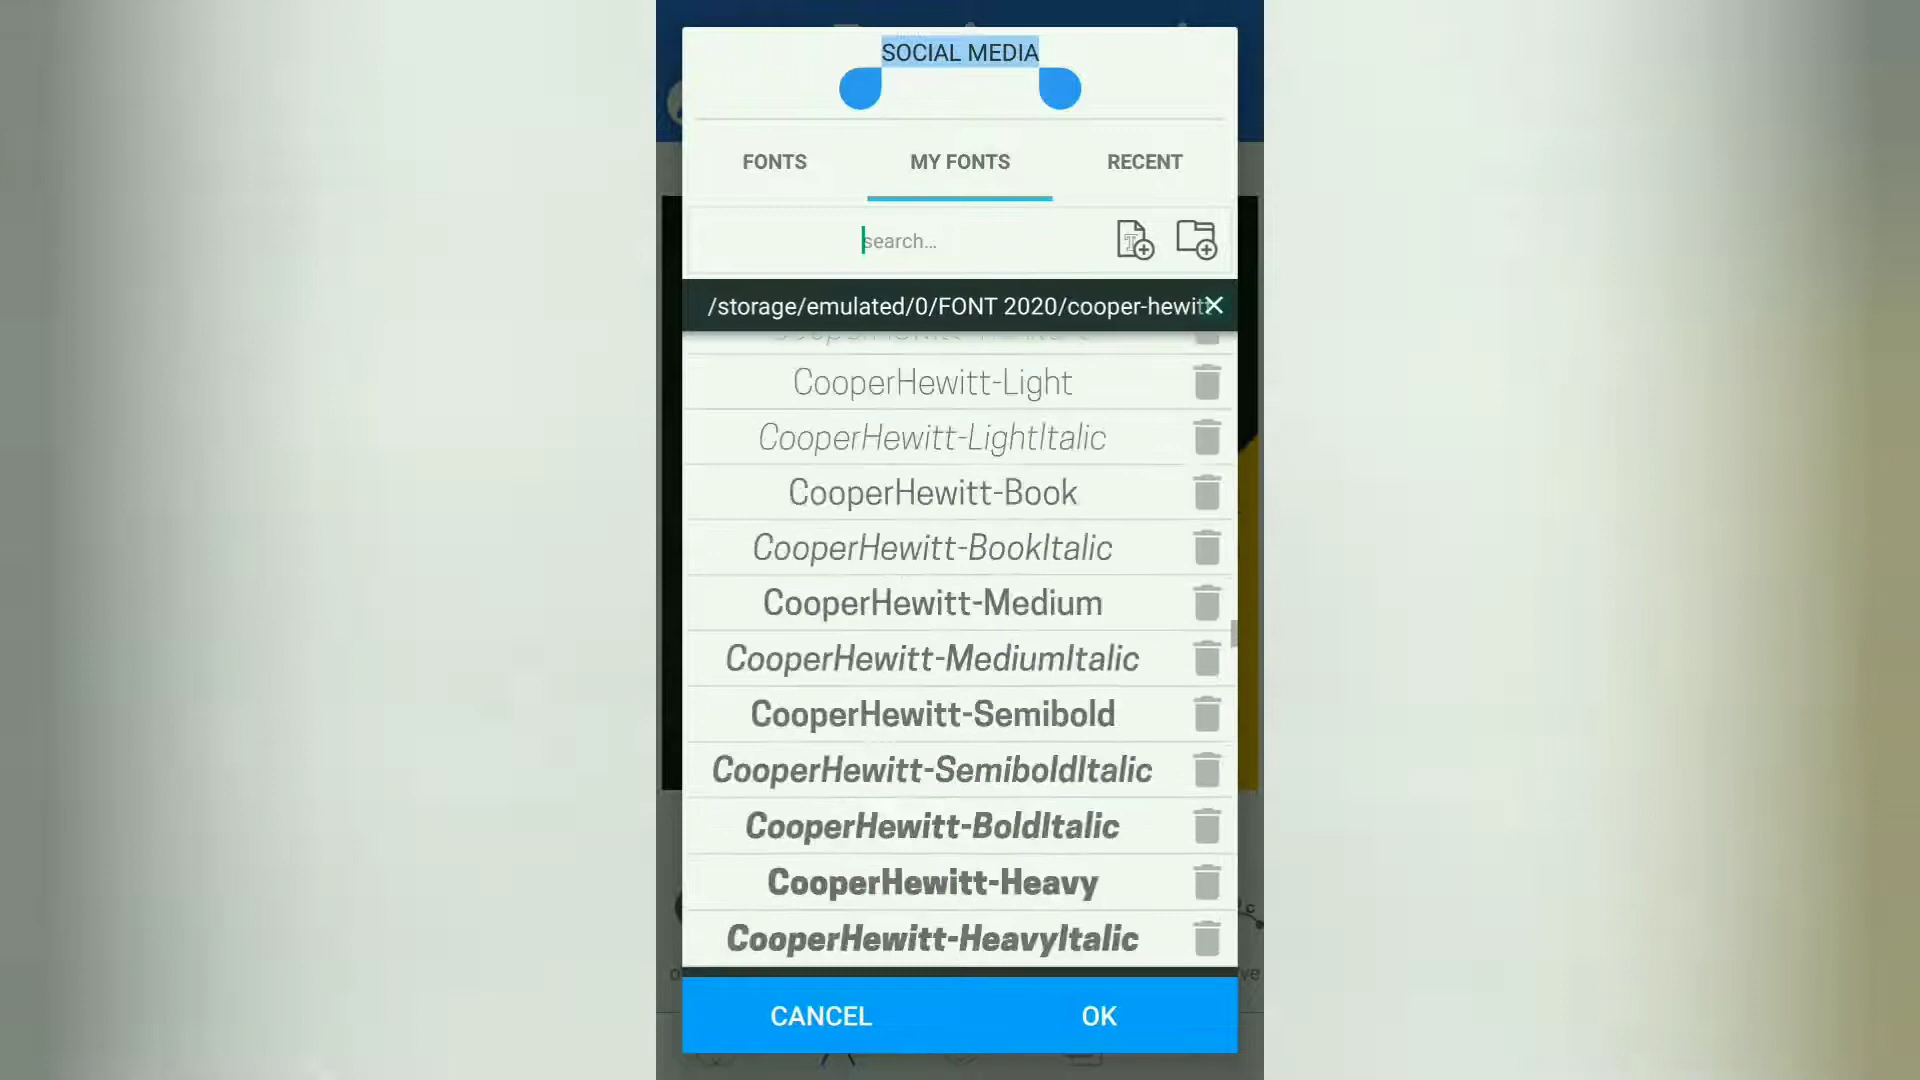 SOCIAL MEDIA
FONTS
MY FONTS
RECENT
search...
/storage/emulated/0/FONT 2020/cooper-hewitt
CooperHewitt-Light
CooperHewitt-LightItalic
CooperHewitt-Book
CooperHewitt-BookItalic
CooperHewitt-Medium
CooperHewitt-MediumItalic
CooperHewitt-Semibold
CooperHewitt-SemiboldItalic
CooperHewitt-BoldItalic
CooperHewitt-Heavy
CooperHewitt-HeavyItalic
CANCEL
OK